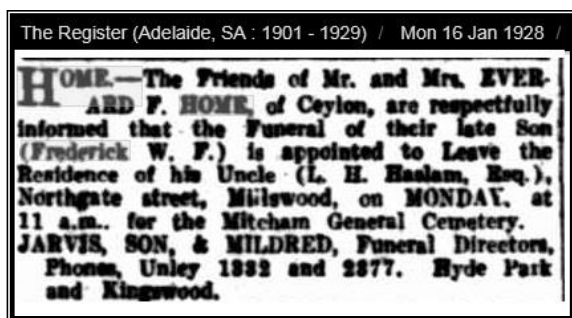 The Register (Adelaide, SA : 1901 - 1929) / Mon 16 Jan 1928 /
HOME.—The Friends of Mr. and Mrs. EVER-
ARD F. HOME, of Ceylon, are respectfully
informed that the Funeral of their late Son
(Frederick W. F.) is appointed to Leave the
Residence of his Uncle (L. H. Haslam, Esq.),
Northgate street, Millswood, on MONDAY, at
11 a.m.. for the Mitcham General Cemetery.
JARVIS, SON, & MILDRED, Funeral Directors,
Phones, Unley 1332 and 2877. Hyde Park
and Kingswood.